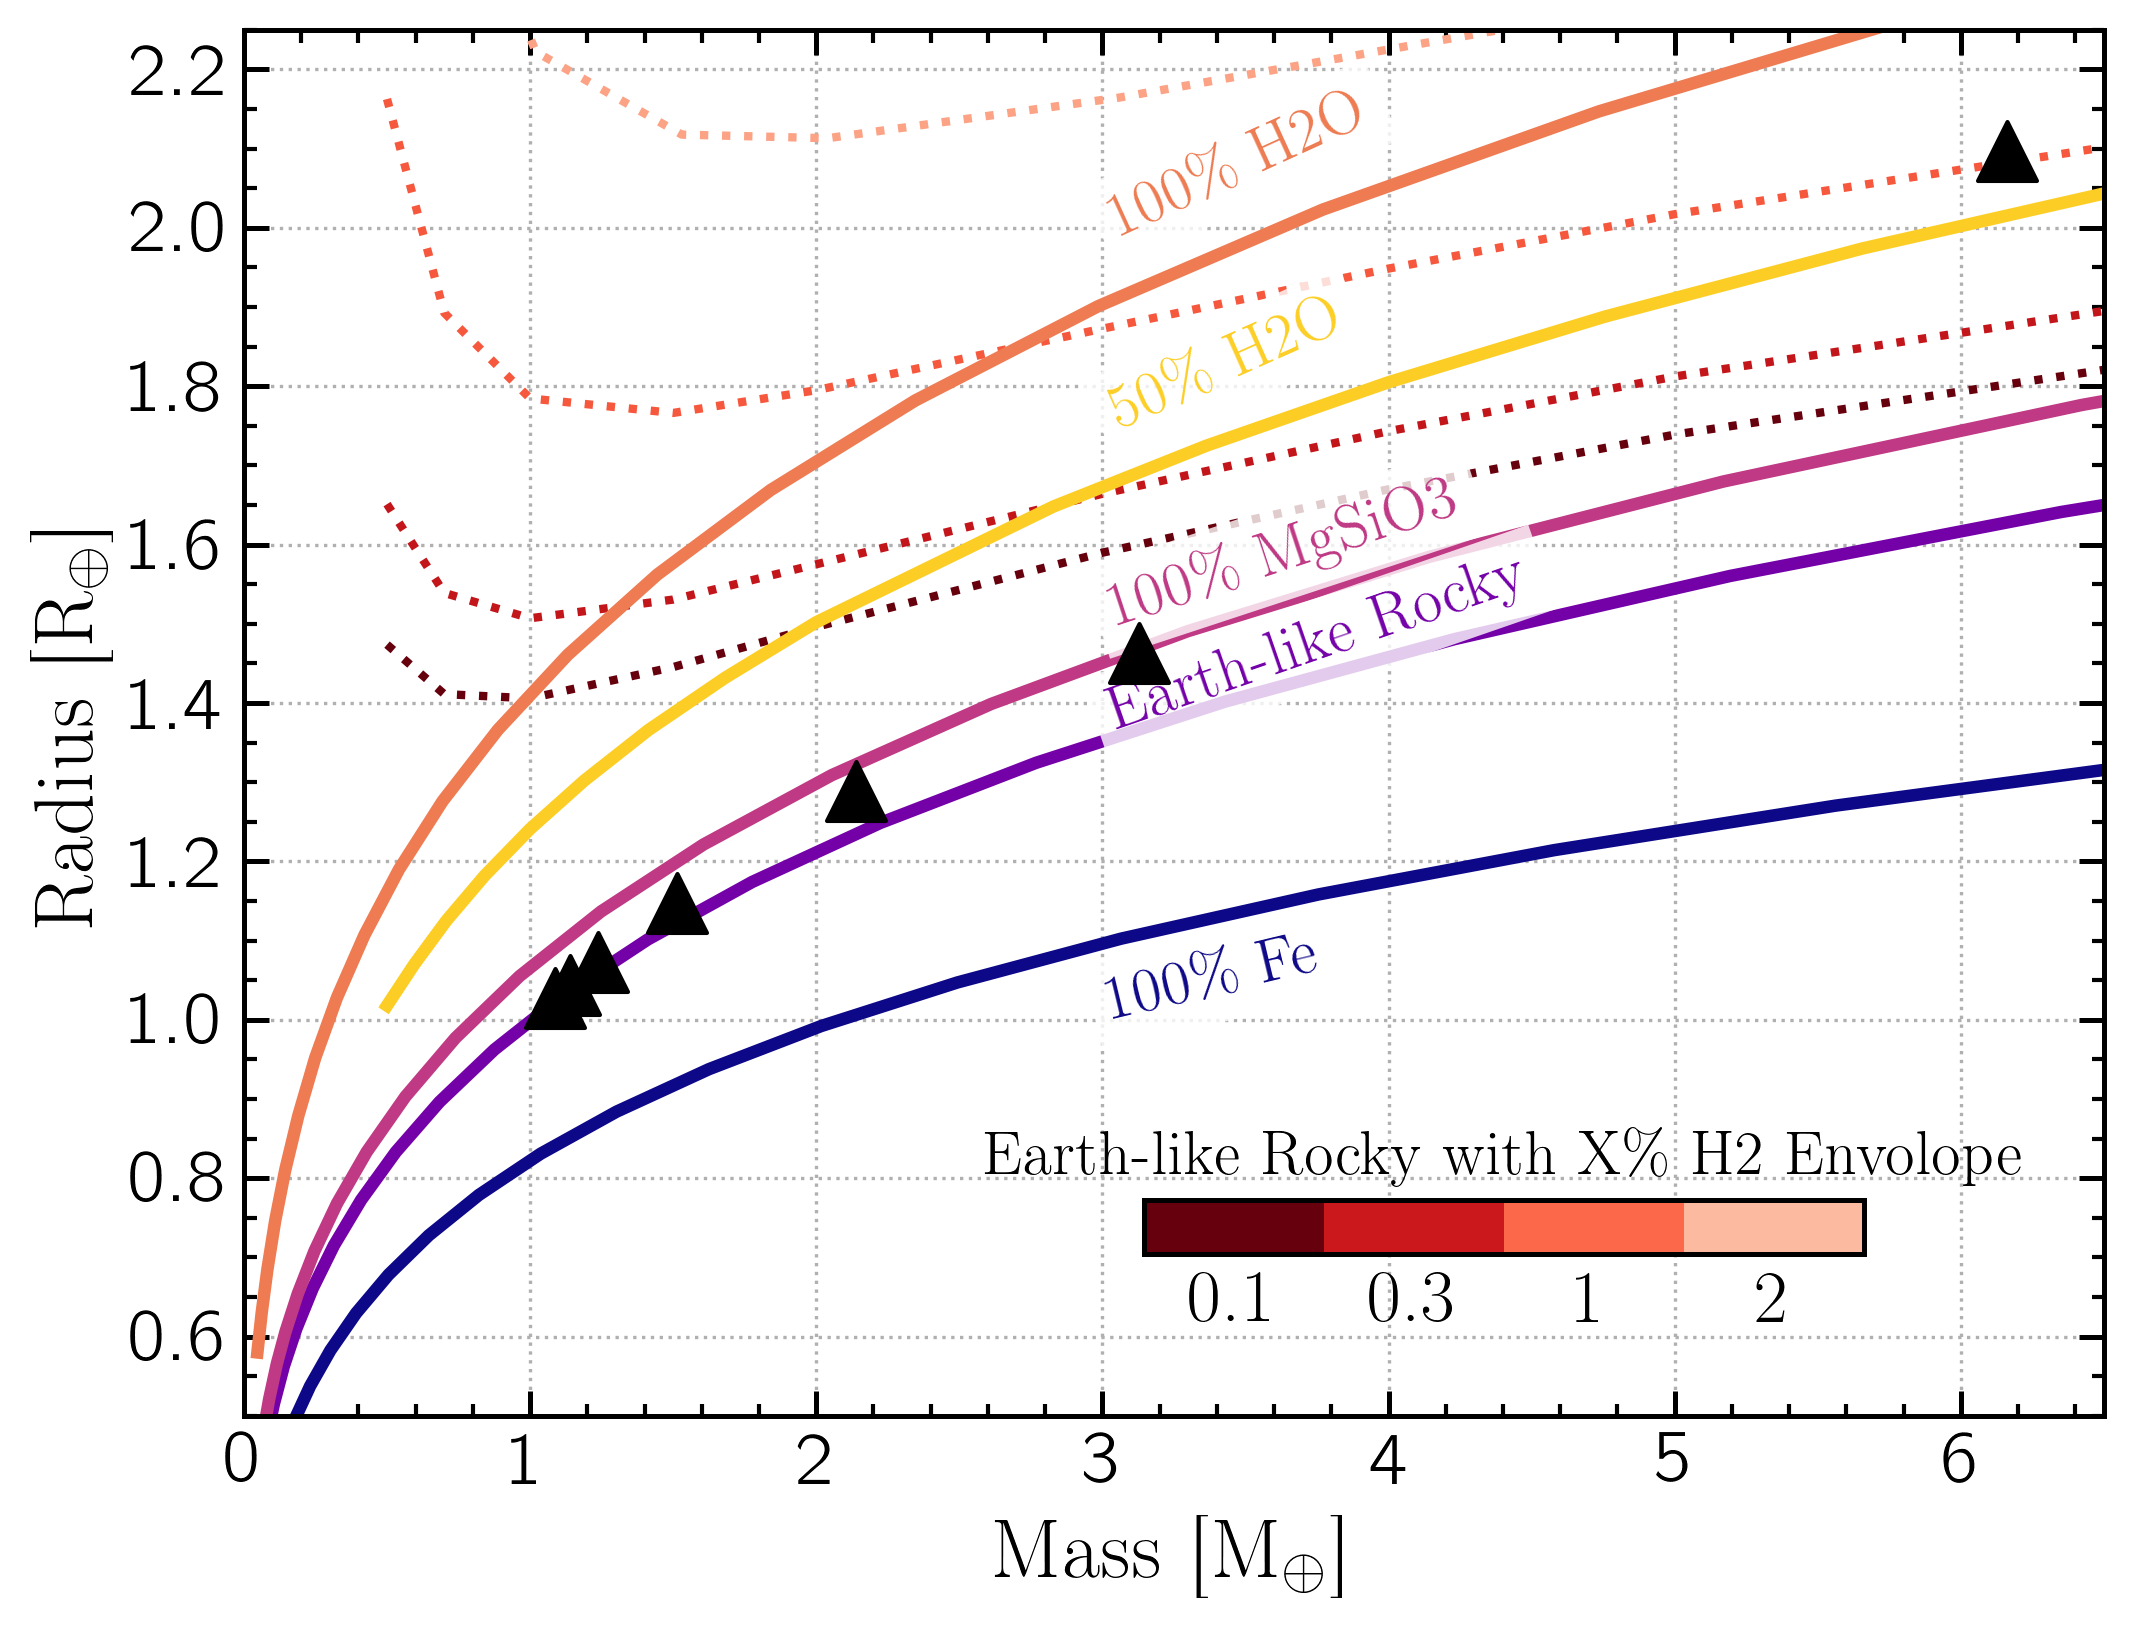 2.2
2.0
1.8
1.6
1.4
1.2
1.0
0.8
0.6
Radius [R⊕]
100% H2O
50% H2O
100% MgSiO3
Earth-like Rocky
100% Fe
Earth-like Rocky with X% H2 Envolope
0.1 0.3 1 2
0 1 2 3 4 5 6
Mass [M⊕]